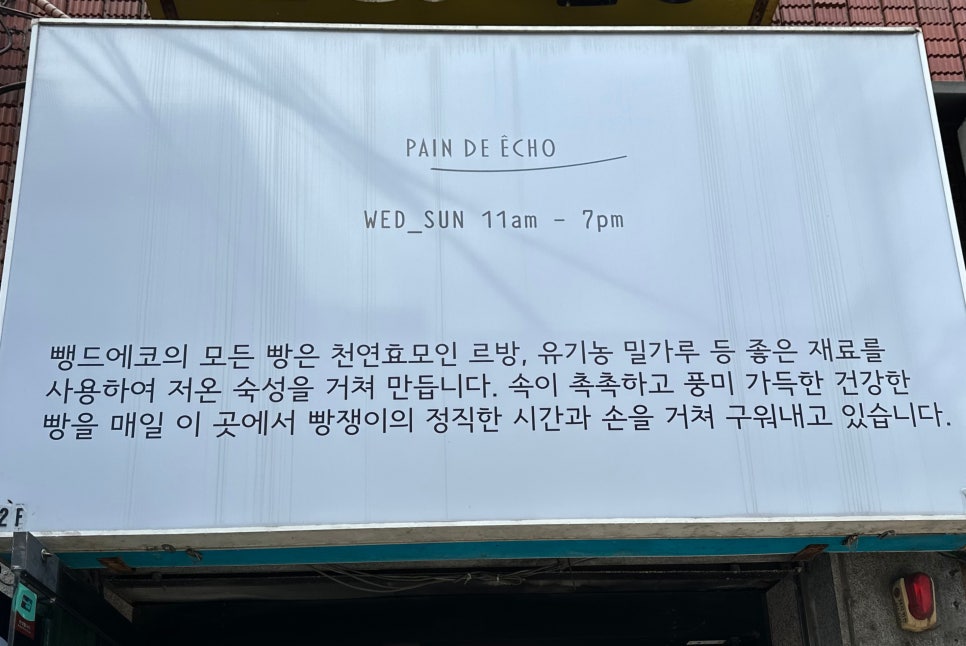 PAIN DE ÊCHO
WED_SUN 11am - 7pm
뺑드에코의 모든 빵은 천연효모인 르방, 유기농 밀가루 등 좋은 재료를
사용하여 저온 숙성을 거쳐 만듭니다. 속이 촉촉하고 풍미 가득한 건강한
빵을 매일 이 곳에서 빵쟁이의 정직한 시간과 손을 거쳐 구워내고 있습니다.
2F